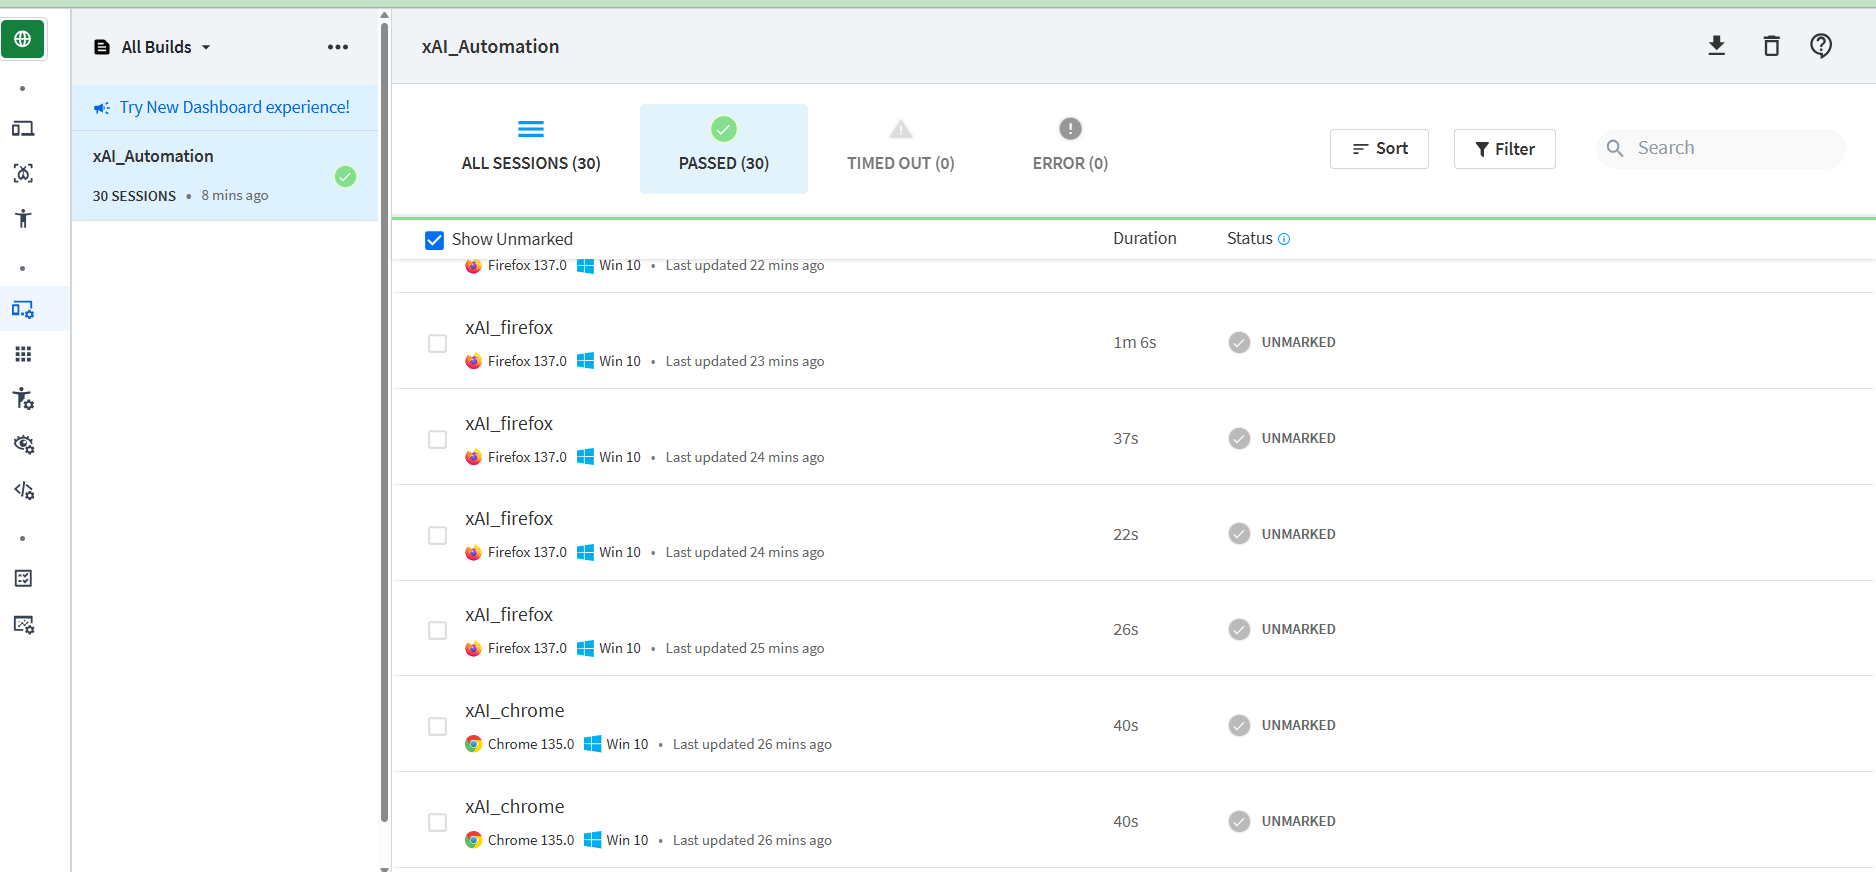 All Builds
Try New Dashboard experience!
xAI_Automation
30 SESSIONS • 8 mins ago
xAI_Automation
ALL SESSIONS (30)
PASSED (30)
TIMED OUT (0)
ERROR (0)
Sort
Filter
Search
Show Unmarked
Duration
Status
Firefox 137.0 Win 10 • Last updated 22 mins ago
xAI_firefox
Firefox 137.0 Win 10 • Last updated 23 mins ago
1m 6s
UNMARKED
xAI_firefox
Firefox 137.0 Win 10 • Last updated 24 mins ago
37s
UNMARKED
xAI_firefox
Firefox 137.0 Win 10 • Last updated 24 mins ago
22s
UNMARKED
xAI_firefox
Firefox 137.0 Win 10 • Last updated 25 mins ago
26s
UNMARKED
xAI_chrome
Chrome 135.0 Win 10 • Last updated 26 mins ago
40s
UNMARKED
xAI_chrome
Chrome 135.0 Win 10 • Last updated 26 mins ago
40s
UNMARKED